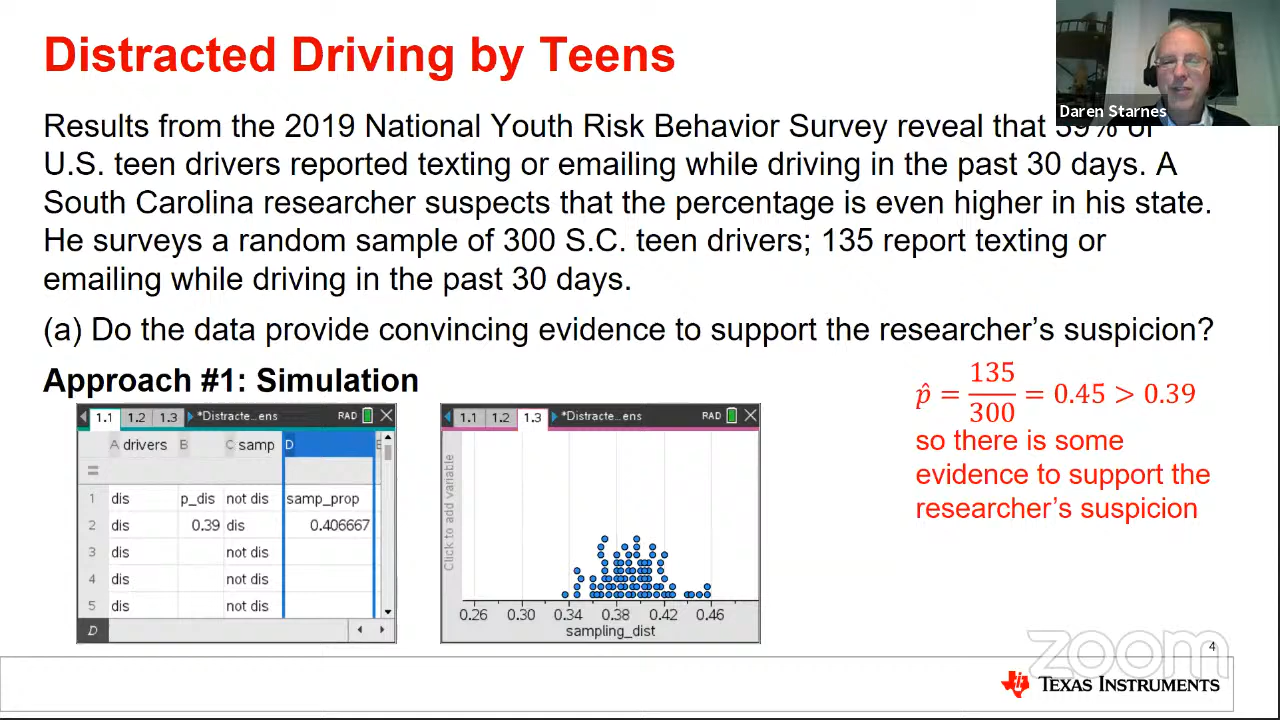 Distracted Driving by Teens
Daren Starnes
Results from the 2019 National Youth Risk Behavior Survey reveal that 39% of
U.S. teen drivers reported texting or emailing while driving in the past 30 days. A
South Carolina researcher suspects that the percentage is even higher in his state.
He surveys a random sample of 300 S.C. teen drivers; 135 report texting or
emailing while driving in the past 30 days.
(a) Do the data provide convincing evidence to support the researcher's suspicion?
Approach #1: Simulation
1.1 1.2 1.3 *Distracte...ens RAD
A drivers B C samp D
=
1 dis p_dis not dis samp_prop
2 dis 0.39 dis 0.406667
3 dis not dis
4 dis not dis
5 dis not dis
D
1.1 1.2 1.3 *Distracte...ens RAD
Click to add variable
0.26 0.30 0.34 0.38 0.42 0.46
sampling_dist
p̂ = 135/300 = 0.45 > 0.39
so there is some
evidence to support the
researcher's suspicion
4
zoom
TEXAS INSTRUMENTS